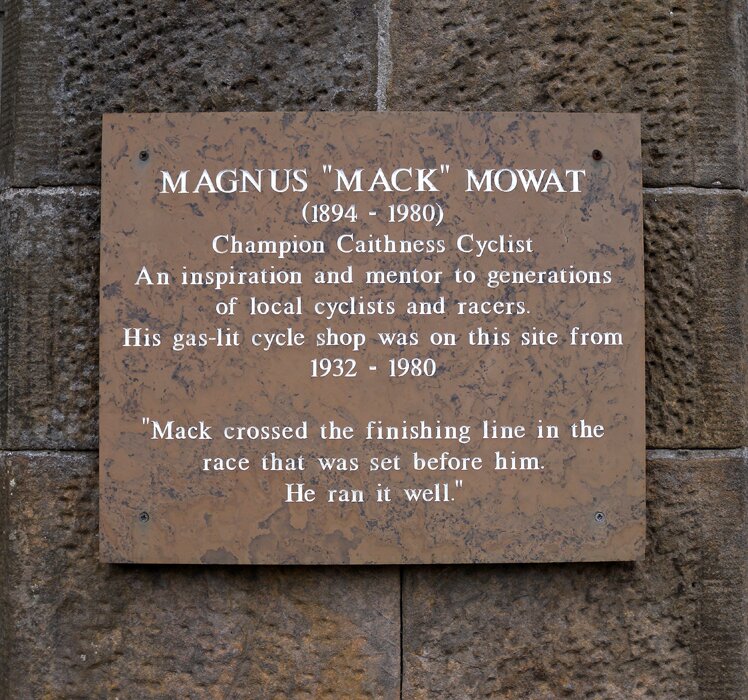 MAGNUS "MACK" MOWAT
(1894 - 1980)
Champion Caithness Cyclist
An inspiration and mentor to generations
of local cyclists and racers.
His gas-lit cycle shop was on this site from
1932 - 1980
"Mack crossed the finishing line in the
race that was set before him.
He ran it well."